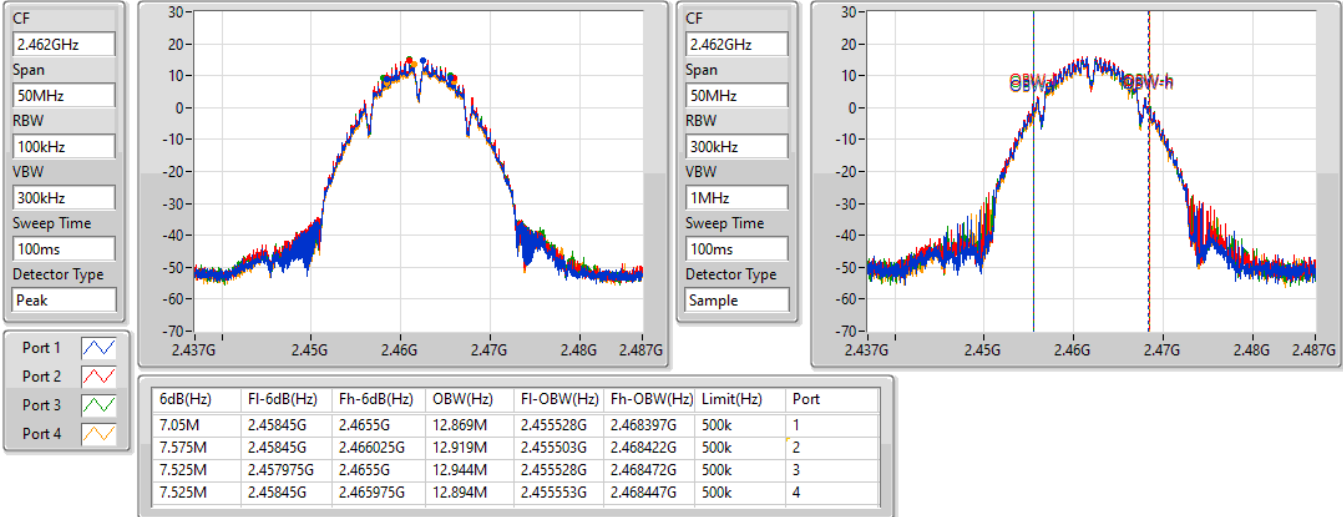 CF
2.462GHz
Span
50MHz
RBW
100kHz
VBW
300kHz
Sweep Time
100ms
Detector Type
Peak
30
20
10
0
-10
-20
-30
-40
-50
-60
-70
2.437G 2.45G 2.46G 2.47G 2.48G 2.487G
CF
2.462GHz
Span
50MHz
RBW
300kHz
VBW
1MHz
Sweep Time
100ms
Detector Type
Sample
30
20
10
0
-10
-20
-30
-40
-50
-60
-70
OBW-h
2.437G 2.45G 2.46G 2.47G 2.48G 2.487G
Port 1
Port 2
Port 3
Port 4
6dB(Hz) Fl-6dB(Hz) Fh-6dB(Hz) OBW(Hz) Fl-OBW(Hz) Fh-OBW(Hz) Limit(Hz) Port
7.05M 2.45845G 2.4655G 12.869M 2.455528G 2.468397G 500k 1
7.575M 2.45845G 2.466025G 12.919M 2.455503G 2.468422G 500k 2
7.525M 2.457975G 2.4655G 12.944M 2.455528G 2.468472G 500k 3
7.525M 2.45845G 2.465975G 12.894M 2.455553G 2.468447G 500k 4